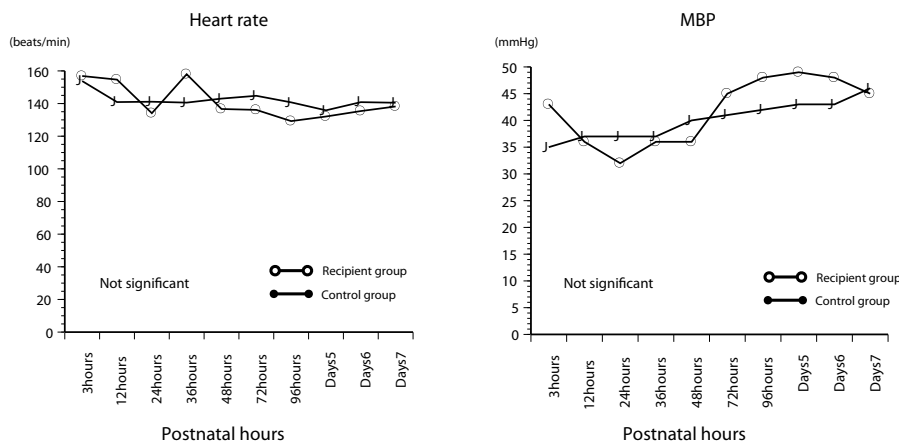 Heart rate
(beats/min)
160
140
120
100
80
60
40
20
0
Not significant
Recipient group
Control group
3hours
12hours
24hours
36hours
48hours
72hours
96hours
Days5
Days6
Days7
Postnatal hours
MBP
(mmHg)
50
45
40
35
30
25
20
15
10
5
0
Not significant
Recipient group
Control group
3hours
12hours
24hours
36hours
48hours
72hours
96hours
Days5
Days6
Days7
Postnatal hours